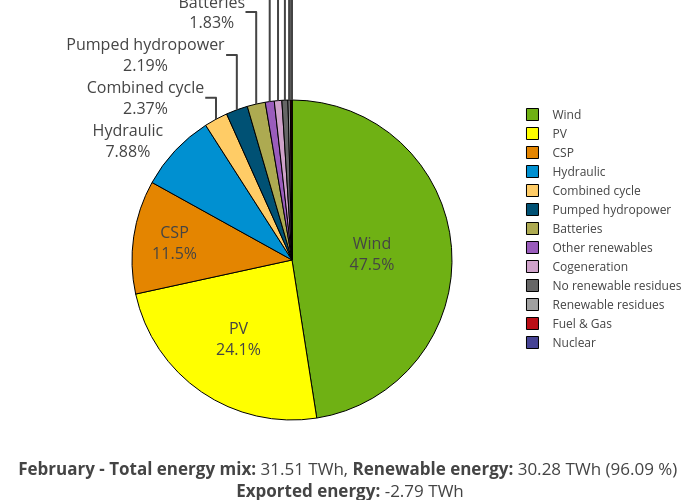 Batteries
1.83%
Pumped hydropower
2.19%
Combined cycle
2.37%
Hydraulic
7.88%
CSP
11.5%
Wind
47.5%
PV
24.1%
Wind
PV
CSP
Hydraulic
Combined cycle
Pumped hydropower
Batteries
Other renewables
Cogeneration
No renewable residues
Renewable residues
Fuel & Gas
Nuclear
February - Total energy mix: 31.51 TWh, Renewable energy: 30.28 TWh (96.09 %)
Exported energy: -2.79 TWh